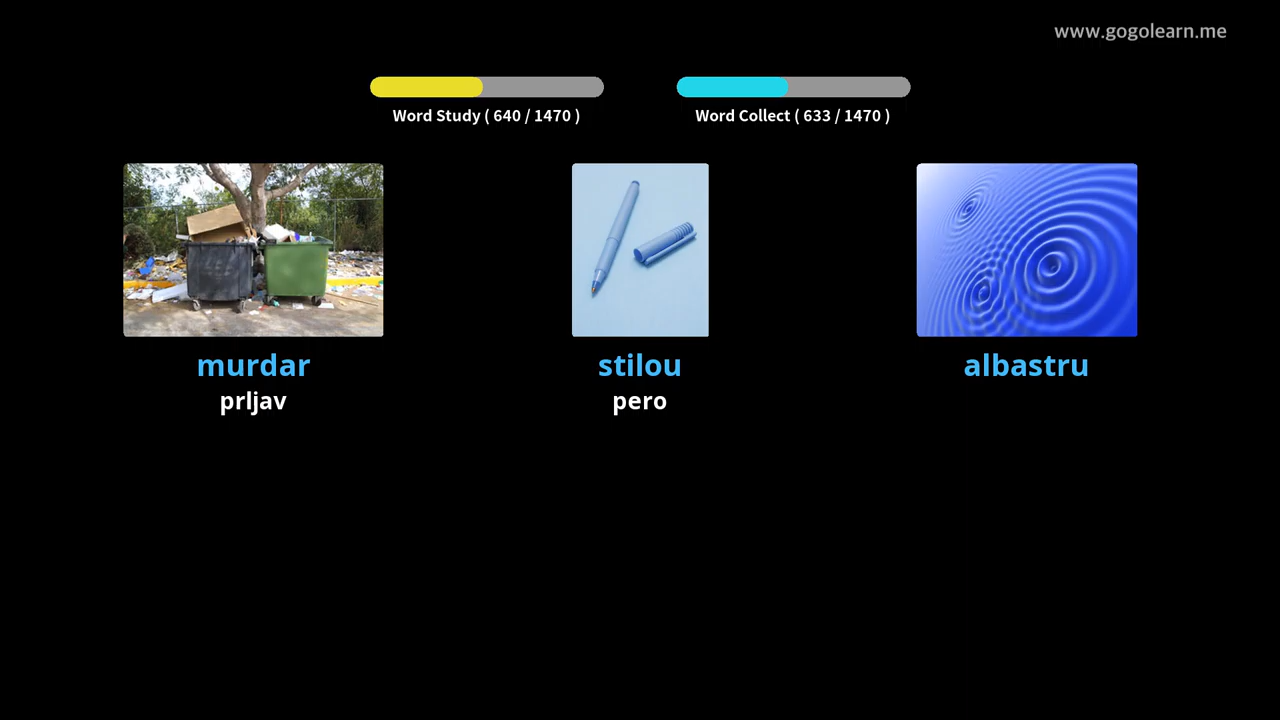 www.gogolearn.me
Word Study ( 640 / 1470 )
Word Collect ( 633 / 1470 )
murdar
prljav
stilou
pero
albastru